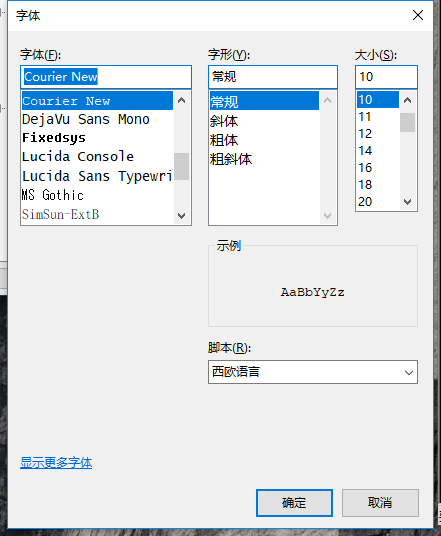 字体
字体(F):
字形(Y):
大小(S):
Courier New
常规
10
Courier New
DejaVu Sans Mono
Fixedsys
Lucida Console
Lucida Sans Typewri
MS Gothic
SimSun-ExtB
常规
斜体
粗体
粗斜体
10
11
12
14
16
18
20
示例
AaBbYyZz
脚本(R):
西欧语言
显示更多字体
确定
取消